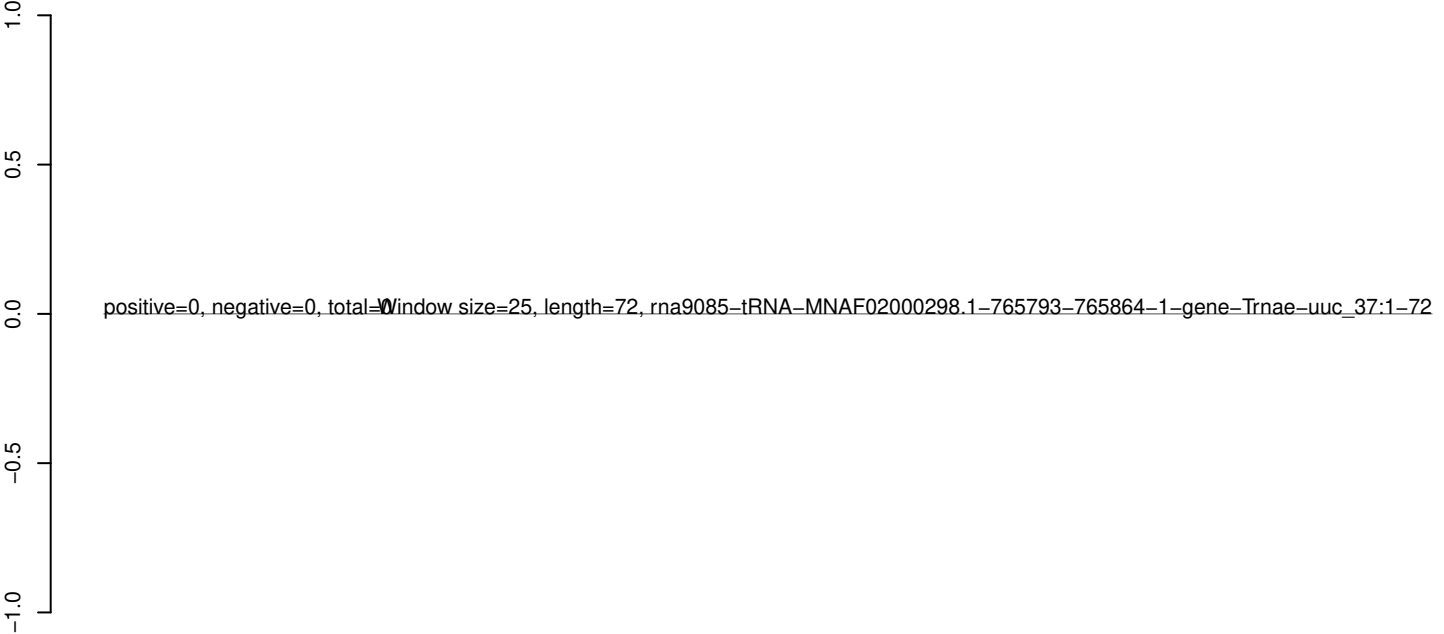 1.0
0.5
0.0
−0.5
−1.0
positive=0, negative=0, total=0
Window size=25, length=72, rna9085−tRNA−MNAF02000298.1−765793−765864−1−gene−Trnae−uuc_37:1−72